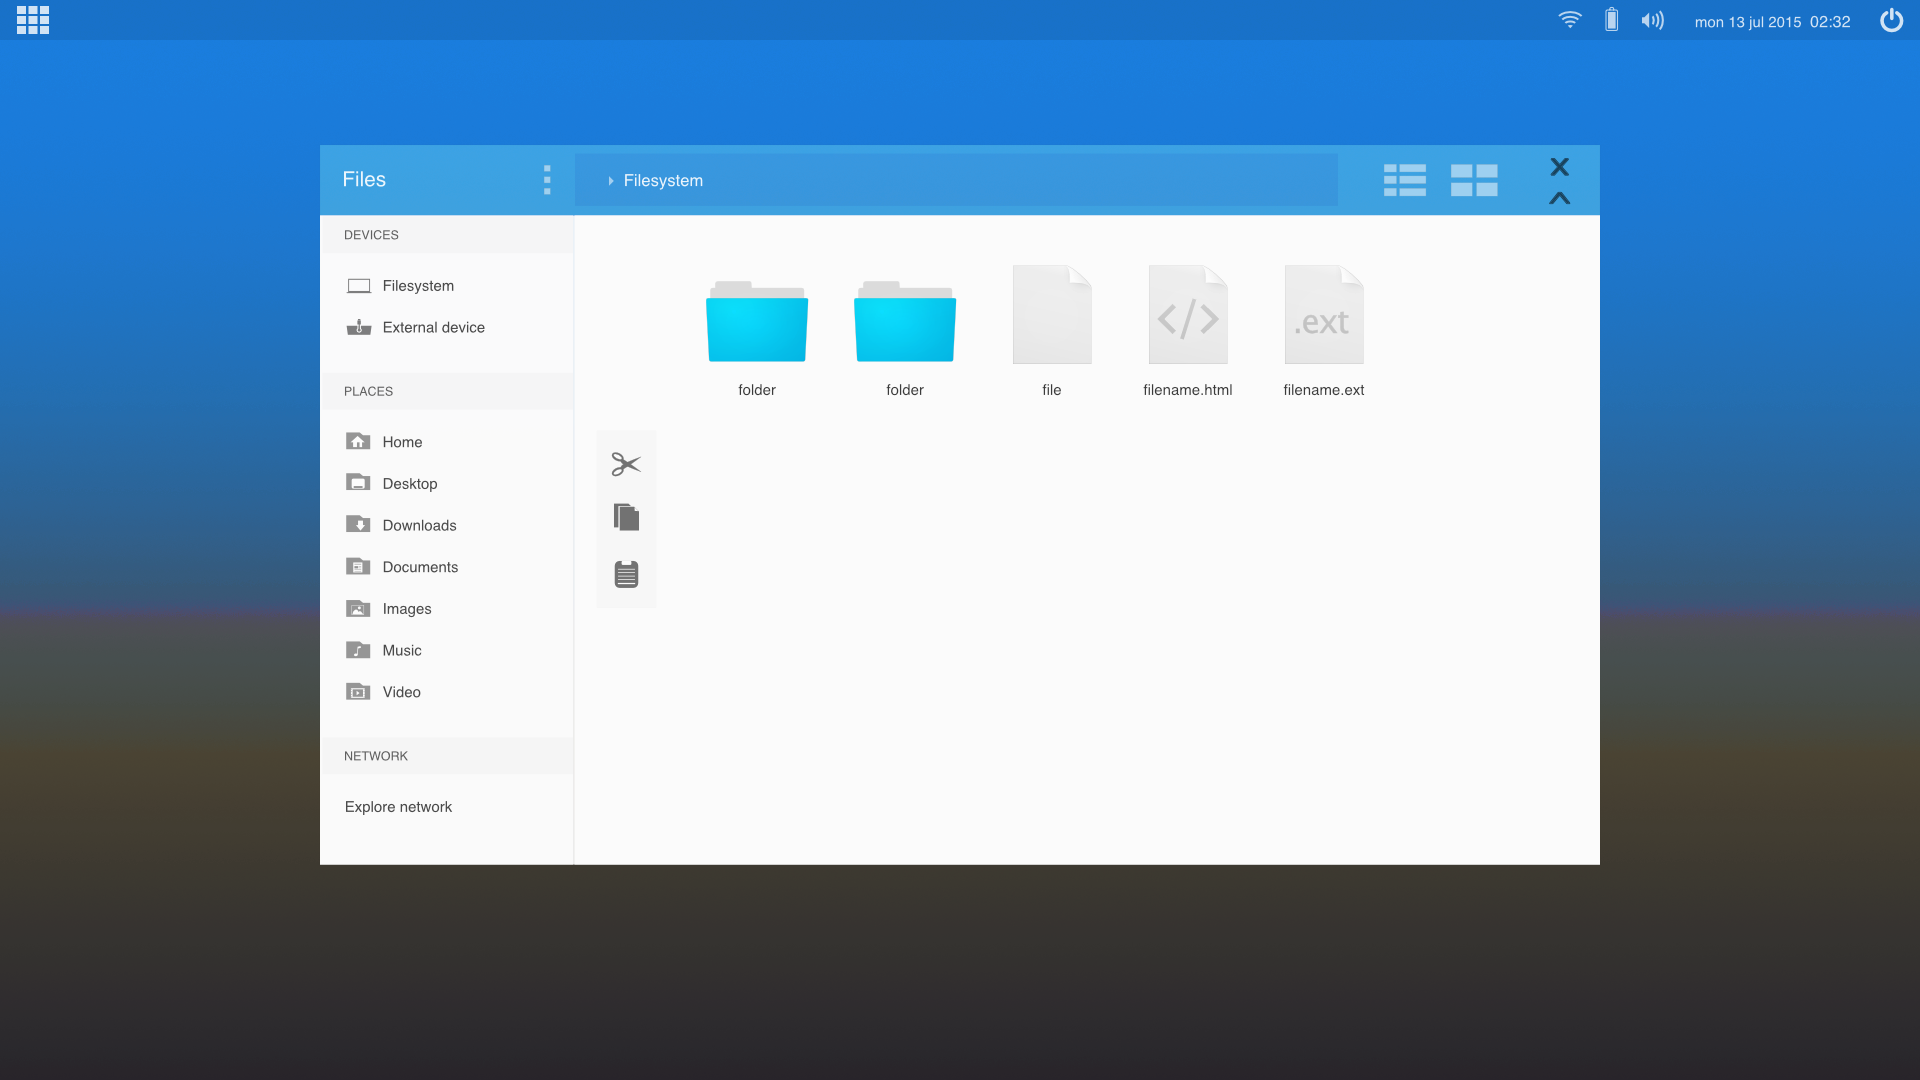 mon 13 jul 2015 02:32
Files
Filesystem
DEVICES
Filesystem
External device
PLACES
Home
Desktop
Downloads
Documents
Images
Music
Video
NETWORK
Explore network
</>
.ext
folder folder file filename.html filename.ext